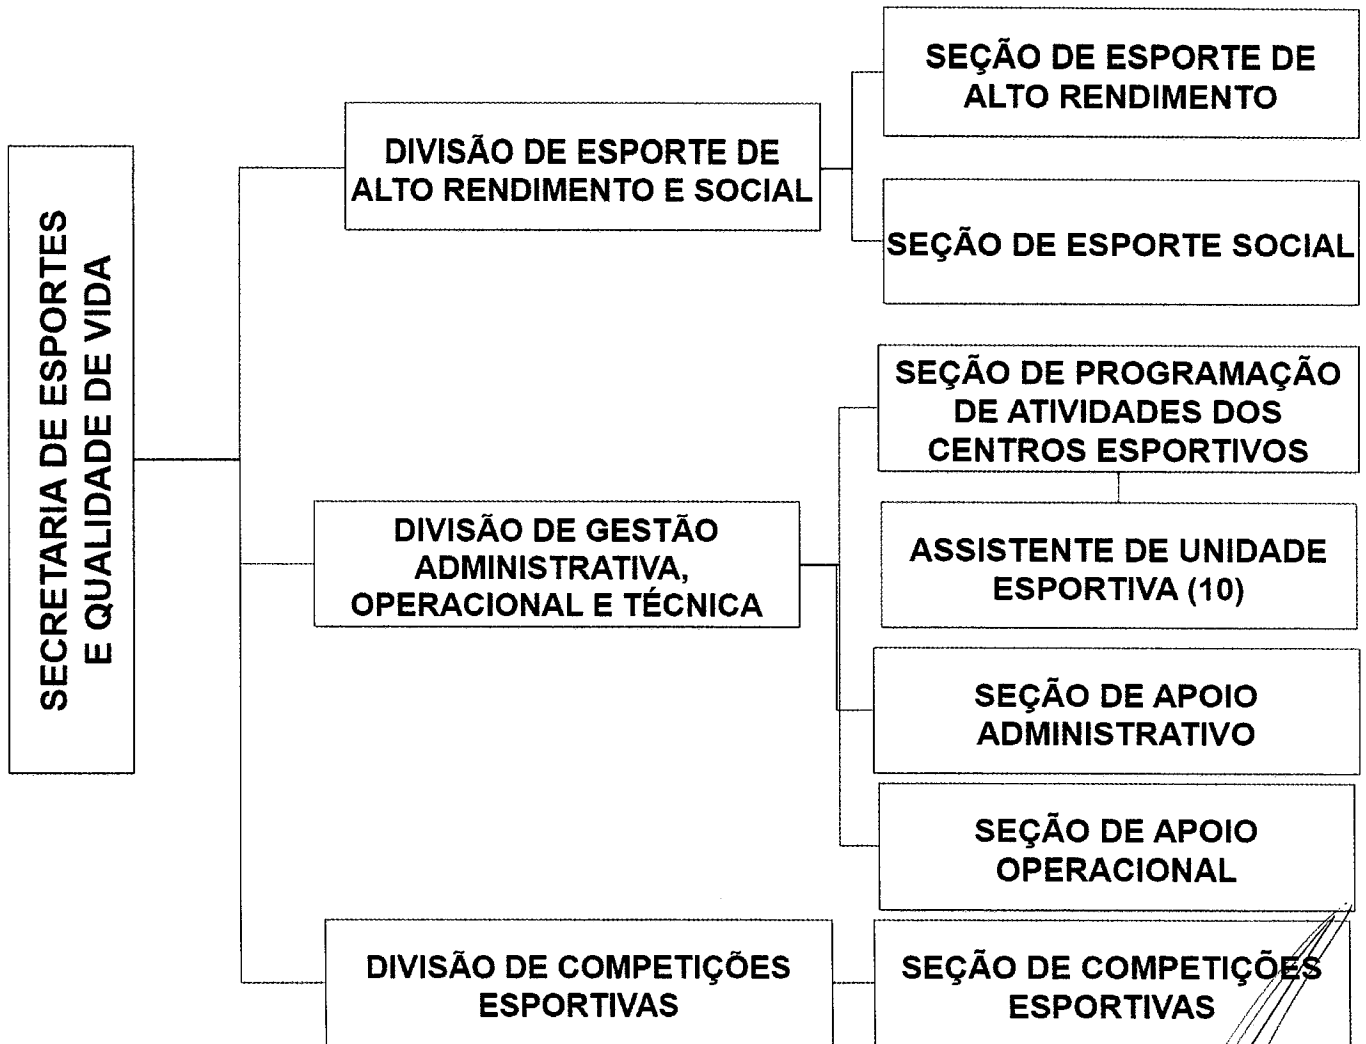 SECRETARIA DE ESPORTES
E QUALIDADE DE VIDA
DIVISÃO DE ESPORTE DE
ALTO RENDIMENTO E SOCIAL
SEÇÃO DE ESPORTE DE
ALTO RENDIMENTO
SEÇÃO DE ESPORTE SOCIAL
DIVISÃO DE GESTÃO
ADMINISTRATIVA,
OPERACIONAL E TÉCNICA
SEÇÃO DE PROGRAMAÇÃO
DE ATIVIDADES DOS
CENTROS ESPORTIVOS
ASSISTENTE DE UNIDADE
ESPORTIVA (10)
SEÇÃO DE APOIO
ADMINISTRATIVO
SEÇÃO DE APOIO
OPERACIONAL
DIVISÃO DE COMPETIÇÕES
ESPORTIVAS
SEÇÃO DE COMPETIÇÕES
ESPORTIVAS